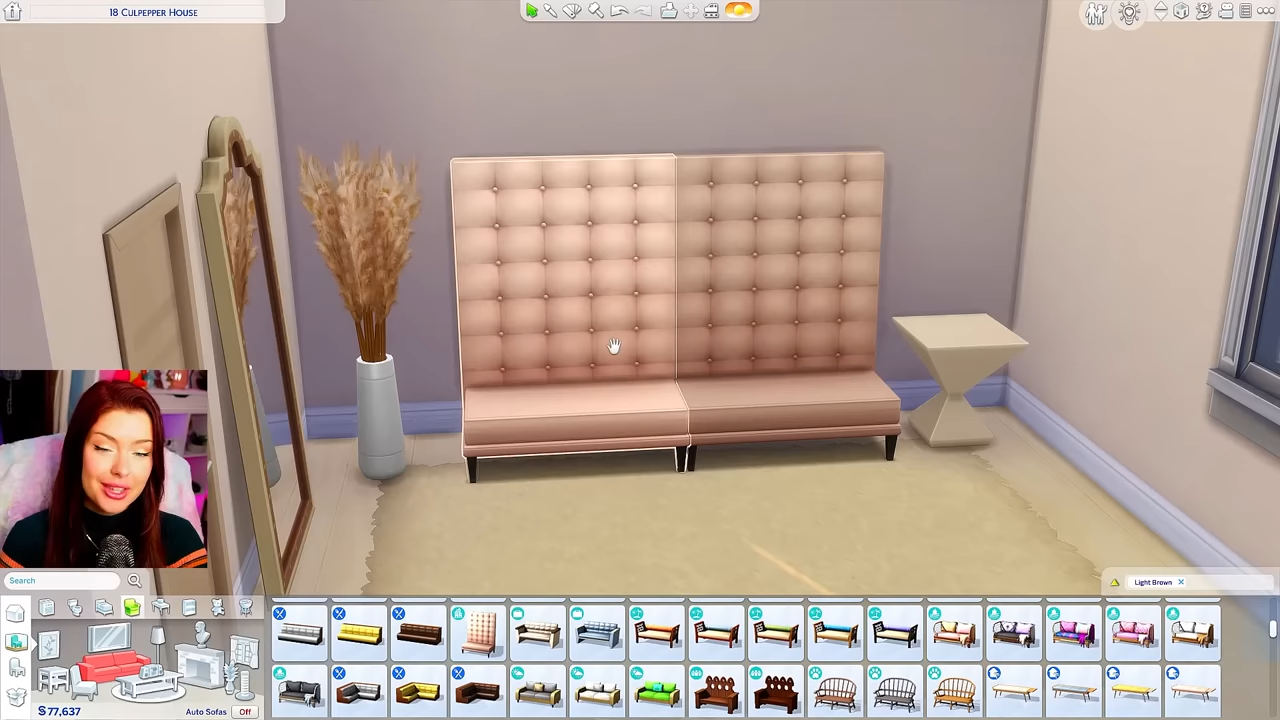 18 Culpepper House
Search
Light Brown
$77,637
Auto Sofas
Off